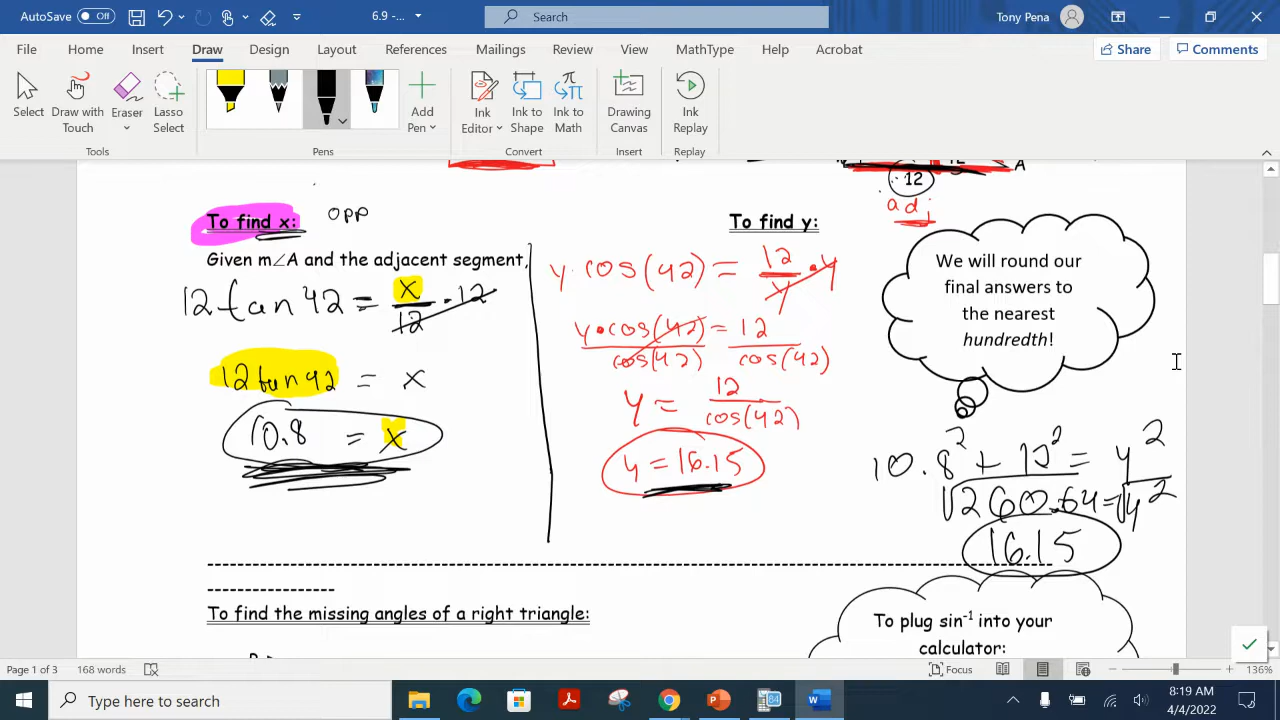 AutoSave Off
6.9 -...
Search
Tony Pena
File Home Insert Draw Design Layout References Mailings Review View MathType Help Acrobat
Share Comments
Select
Draw with Touch
Eraser
Lasso Select
Add Pen
Ink Editor
Ink to Shape
Ink to Math
Drawing Canvas
Ink Replay
Tools Pens Convert Insert Replay
A
12
adj
To find x: opp
To find y:
Given m∠A and the adjacent segment,
12 tan 42 = x/12 · 12
12 tan 42 = x
10.8 = x
y · cos(42) = 12/y · y
y • cos(42)/cos(42) = 12/cos(42)
y = 12/cos(42)
y = 16.15
We will round our
final answers to
the nearest
hundredth!
10.8² + 12² = y²
√260.64 = √y²
16.15
To find the missing angles of a right triangle:
To plug sin⁻¹ into your
calculator:
Page 1 of 3 168 words
Focus
136%
Type here to search
8:19 AM
4/4/2022